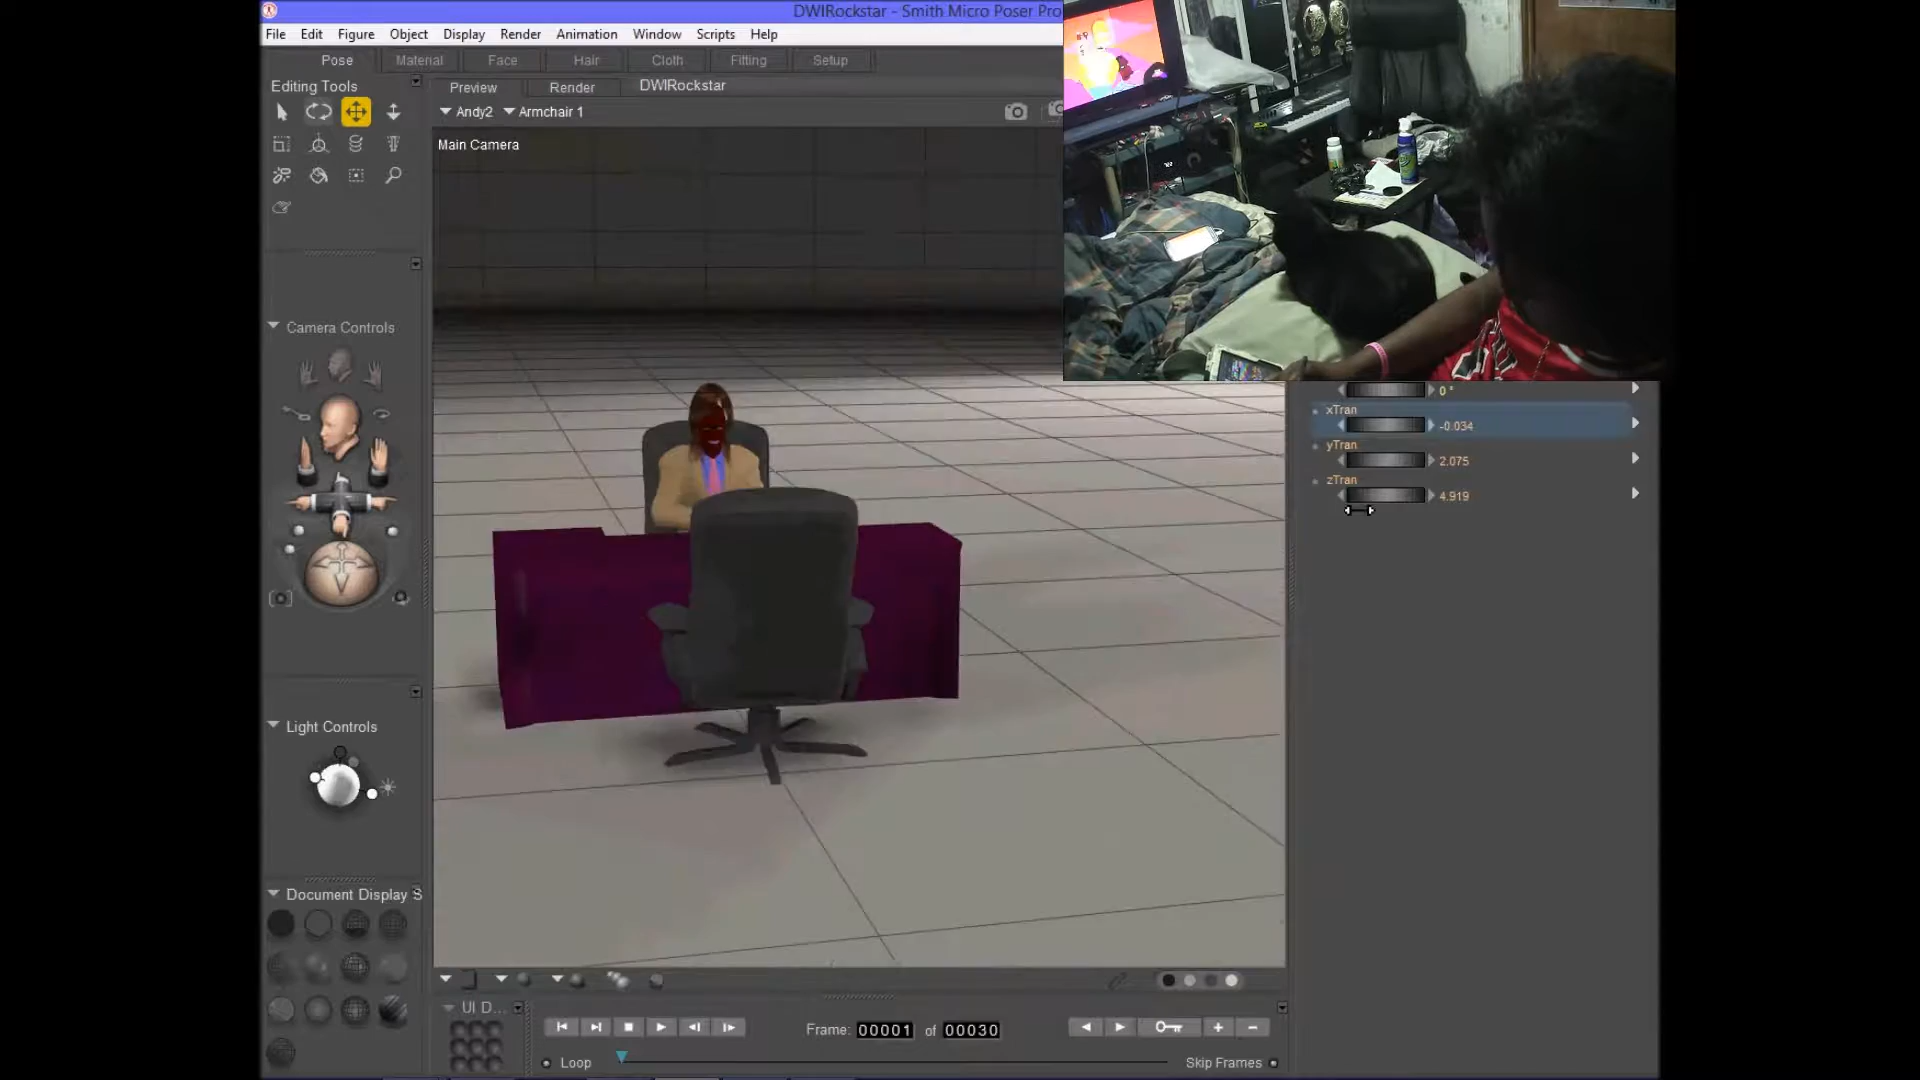 DWIRockstar - Smith Micro Poser Pro
File Edit Figure Object Display Render Animation Window Scripts Help
Pose Material Face Hair Cloth Fitting Setup
Editing Tools
Preview Render DWIRockstar
Andy2 Armchair 1
Main Camera
Camera Controls
0 °
xTran
-0.034
yTran
2.075
zTran
4.919
Light Controls
Document Display S
UI D...
Frame: 00001 of 00030
Loop
Skip Frames